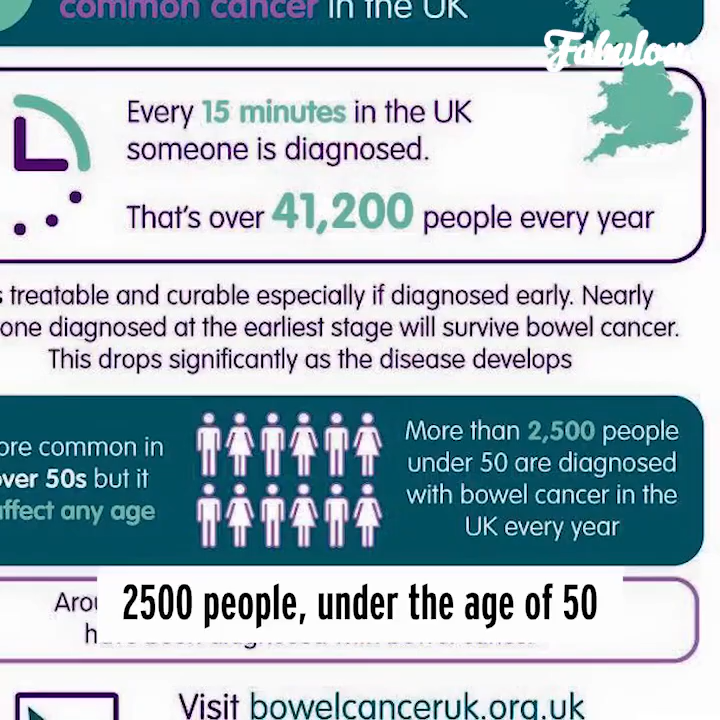 common cancer in the UK
Fabulous
Every 15 minutes in the UK
someone is diagnosed.
That's over 41,200 people every year
treatable and curable especially if diagnosed early. Nearly
one diagnosed at the earliest stage will survive bowel cancer.
This drops significantly as the disease develops
ore common in
over 50s but it
affect any age
More than 2,500 people
under 50 are diagnosed
with bowel cancer in the
UK every year
2500 people, under the age of 50
Visit bowelcanceruk.org.uk